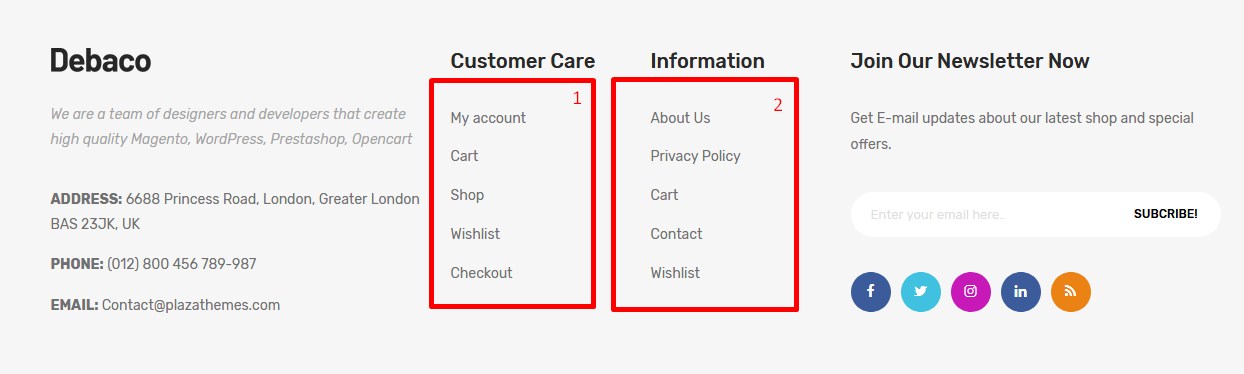 Debaco
We are a team of designers and developers that create
high quality Magento, WordPress, Prestashop, Opencart
ADDRESS: 6688 Princess Road, London, Greater London
BAS 23JK, UK
PHONE: (012) 800 456 789-987
EMAIL: Contact@plazathemes.com
Customer Care
1
My account
Cart
Shop
Wishlist
Checkout
Information
2
About Us
Privacy Policy
Cart
Contact
Wishlist
Join Our Newsletter Now
Get E-mail updates about our latest shop and special
offers.
Enter your email here.. SUBCRIBE!